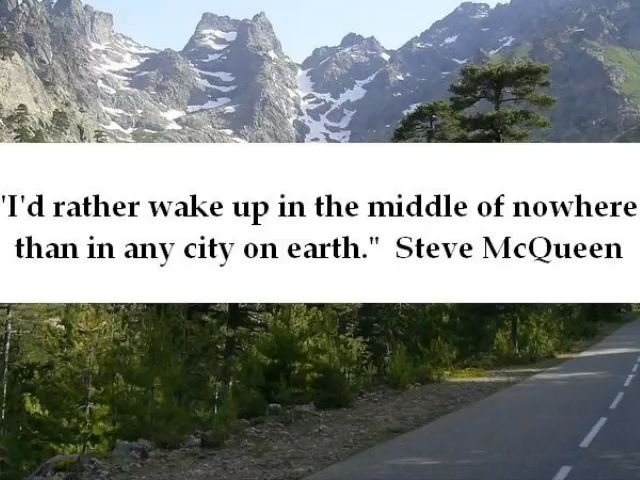 "I'd rather wake up in the middle of nowhere
than in any city on earth."  Steve McQueen